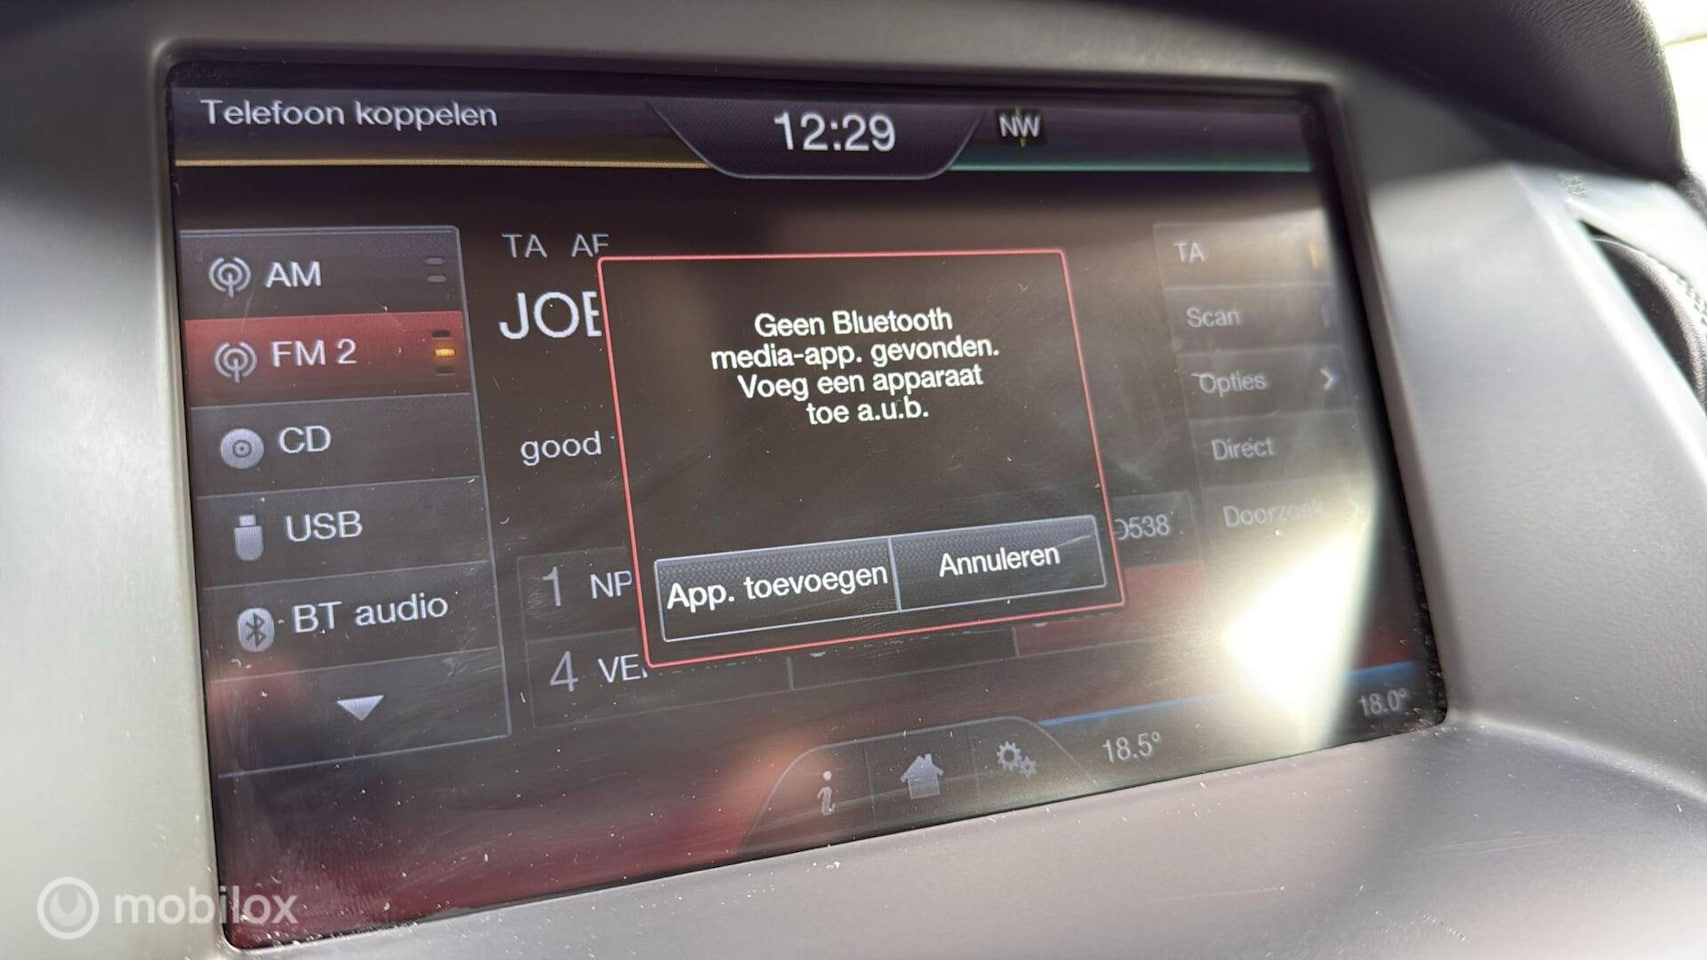 Telefoon koppelen
12:29
NW
AM
FM 2
CD
USB
BT audio
TA AF
good
1 NP
4
Geen Bluetooth
media-app. gevonden.
Voeg een apparaat
toe a.u.b.
App. toevoegen
Annuleren
TA
Scan
Opties
Direct
18.5°
18.0°
mobilox